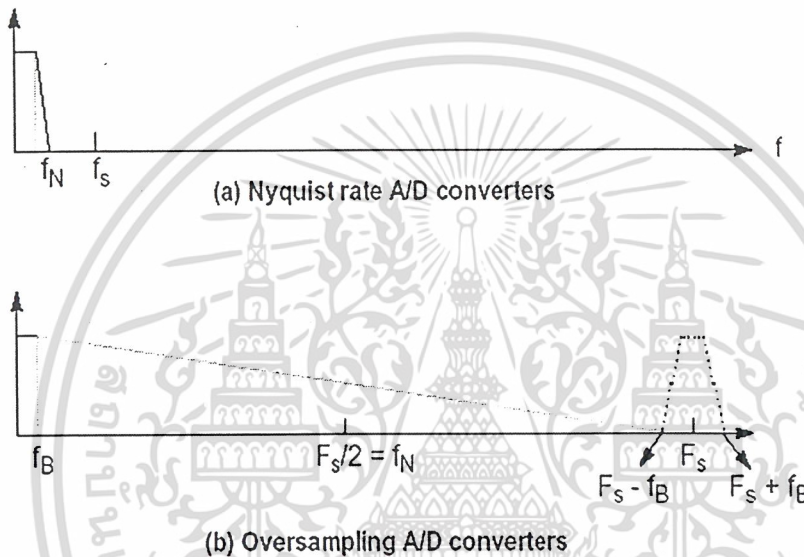 f
f_N
f_s
(a) Nyquist rate A/D converters
f_B
F_s/2 = f_N
F_s
F_s - f_B
F_s + f_B
(b) Oversampling A/D converters